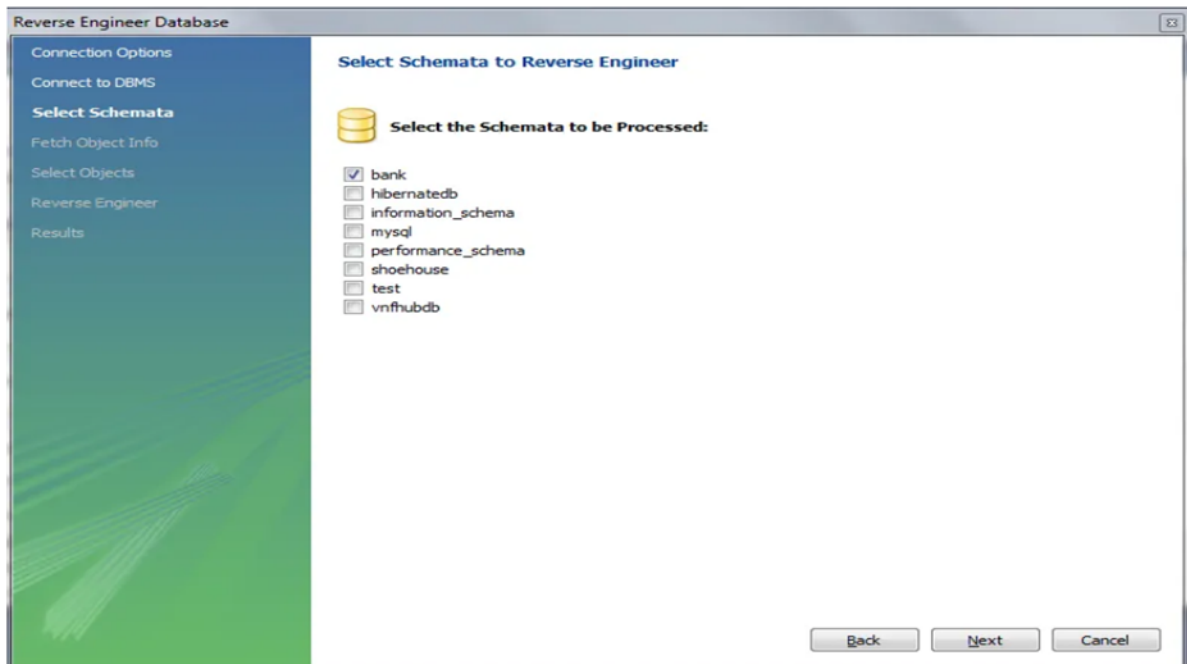 Reverse Engineer Database
Connection Options
Connect to DBMS
Select Schemata
Fetch Object Info
Select Objects
Reverse Engineer
Results
Select Schemata to Reverse Engineer
Select the Schemata to be Processed:
bank
hibernatedb
information_schema
mysql
performance_schema
shoehouse
test
vnfhubdb
Back Next Cancel